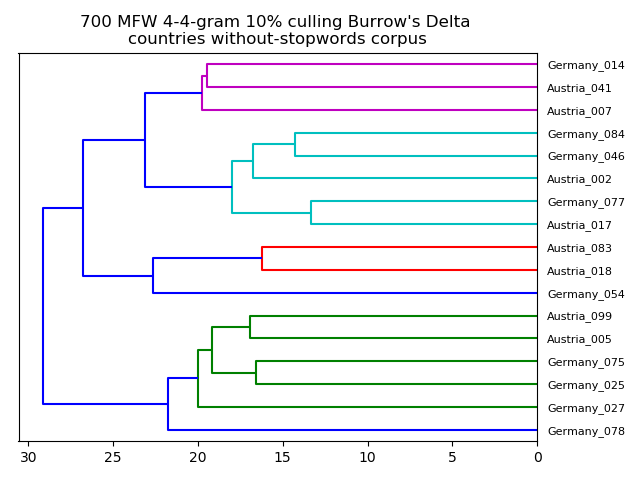 700 MFW 4-4-gram 10% culling Burrow's Delta
countries without-stopwords corpus
Germany_014
Austria_041
Austria_007
Germany_084
Germany_046
Austria_002
Germany_077
Austria_017
Austria_083
Austria_018
Germany_054
Austria_099
Austria_005
Germany_075
Germany_025
Germany_027
Germany_078
30 25 20 15 10 5 0